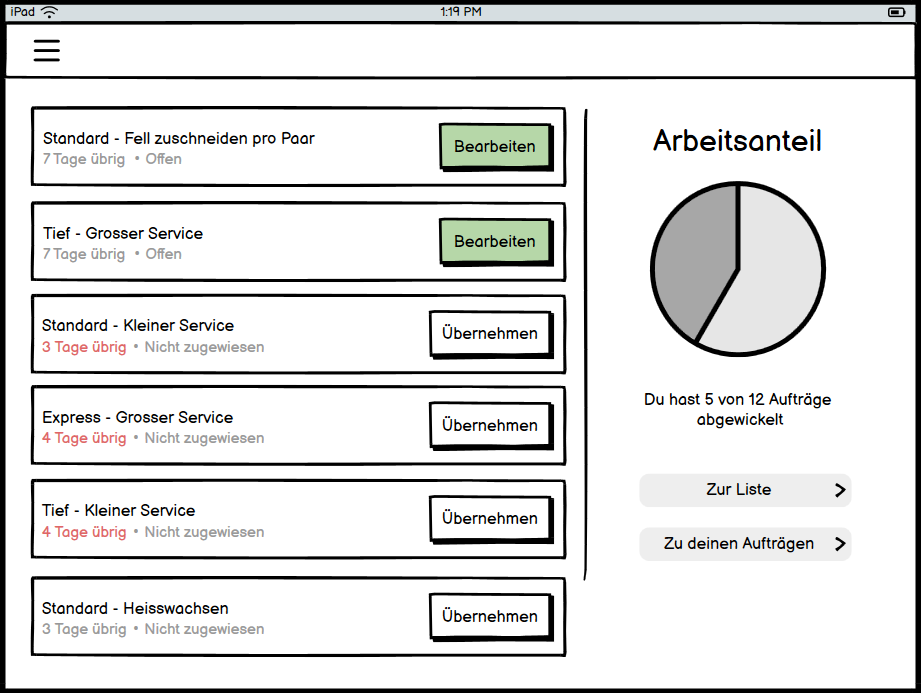 iPad
1:19 PM
Standard - Fell zuschneiden pro Paar
7 Tage übrig • Offen
Bearbeiten
Tief - Grosser Service
7 Tage übrig • Offen
Bearbeiten
Standard - Kleiner Service
3 Tage übrig • Nicht zugewiesen
Übernehmen
Express - Grosser Service
4 Tage übrig • Nicht zugewiesen
Übernehmen
Tief - Kleiner Service
4 Tage übrig • Nicht zugewiesen
Übernehmen
Standard - Heisswachsen
3 Tage übrig • Nicht zugewiesen
Übernehmen
Arbeitsanteil
Du hast 5 von 12 Aufträge
abgewickelt
Zur Liste
Zu deinen Aufträgen